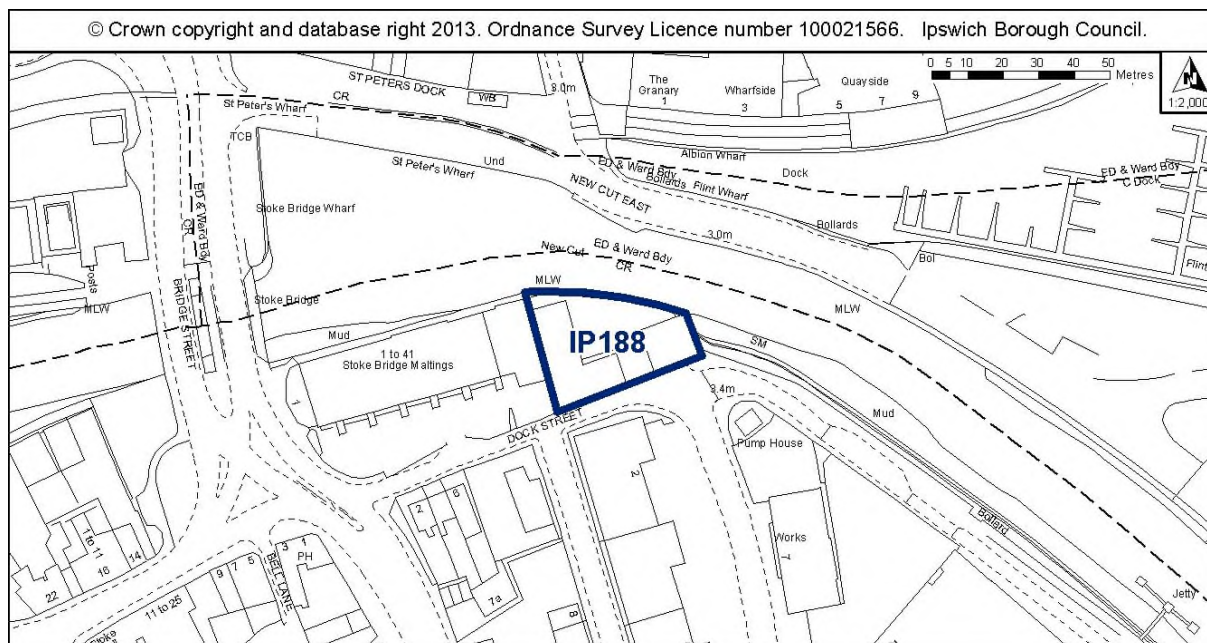 © Crown copyright and database right 2013. Ordnance Survey Licence number 100021566. Ipswich Borough Council.
0 5 10 20 30 40 50
Metres
N
1:2,000
ST PETERS DOCK
WB
3.0m
The
Granary
1
Wharfside
3
Quayside
5
7
9
CR
St Peter's Wharf
TCB
St Peter's Wharf
Und
Albion Wharf
ED & Ward Bdy
Dock
Bollards
Flint Wharf
ED & Ward Bdy
C Dock
NEW CUT EAST
Bollards
3.0m
Bol
Flint
ED & Ward Bdy
CR
Stoke Bridge Wharf
New Cut
ED & Ward Bdy
CR
Posts
MLW
BRIDGE STREET
Stoke Bridge
MLW
MLW
Mud
1 to 41
Stoke Bridge Maltings
1
IP188
SM
3.4m
Mud
DOCK STREET
Pump House
2
2
6
Bollard
Works
7
1 to 11
14
16
22
3
1
PH
BELL LANE
9
7
5
11 to 25
7a
8
Jetty
Stoke